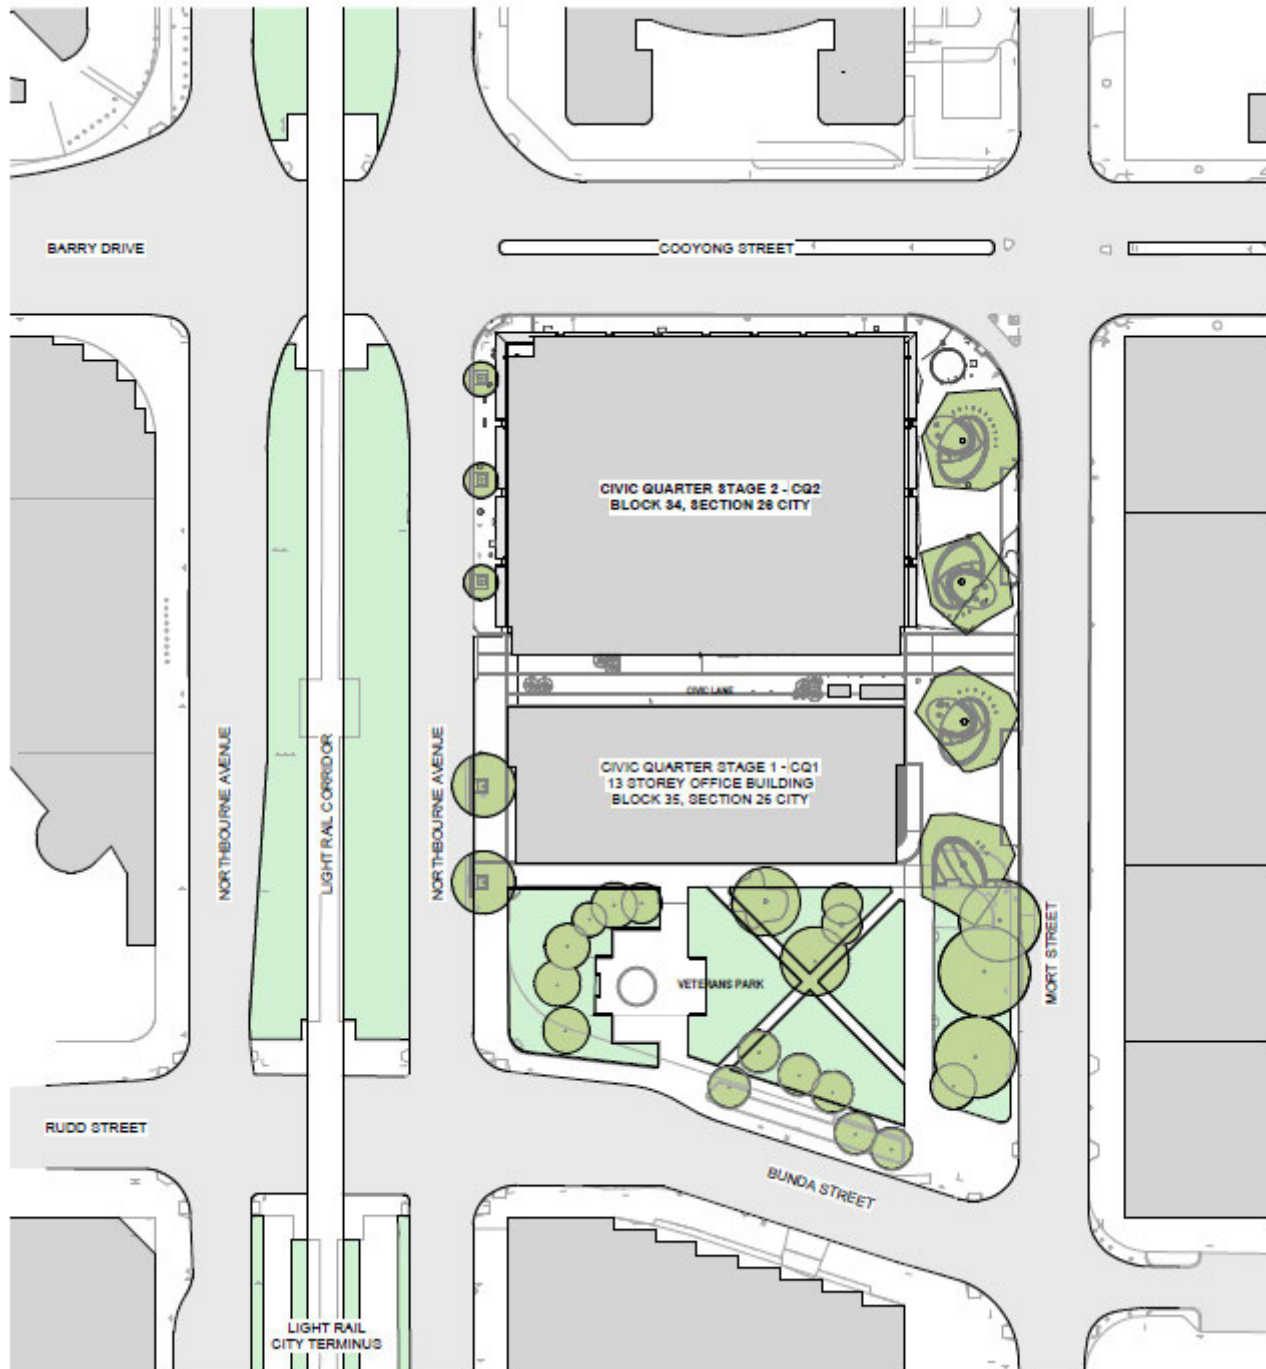 BARRY DRIVE
COOYONG STREET
CIVIC QUARTER STAGE 2 - CQ2
BLOCK 34, SECTION 26 CITY
CIVIC LANE
NORTHBOURNE AVENUE
LIGHT RAIL CORRIDOR
NORTHBOURNE AVENUE
CIVIC QUARTER STAGE 1 - CQ1
13 STOREY OFFICE BUILDING
BLOCK 35, SECTION 26 CITY
VETERANS PARK
MORT STREET
RUDD STREET
BUNDA STREET
LIGHT RAIL
CITY TERMINUS